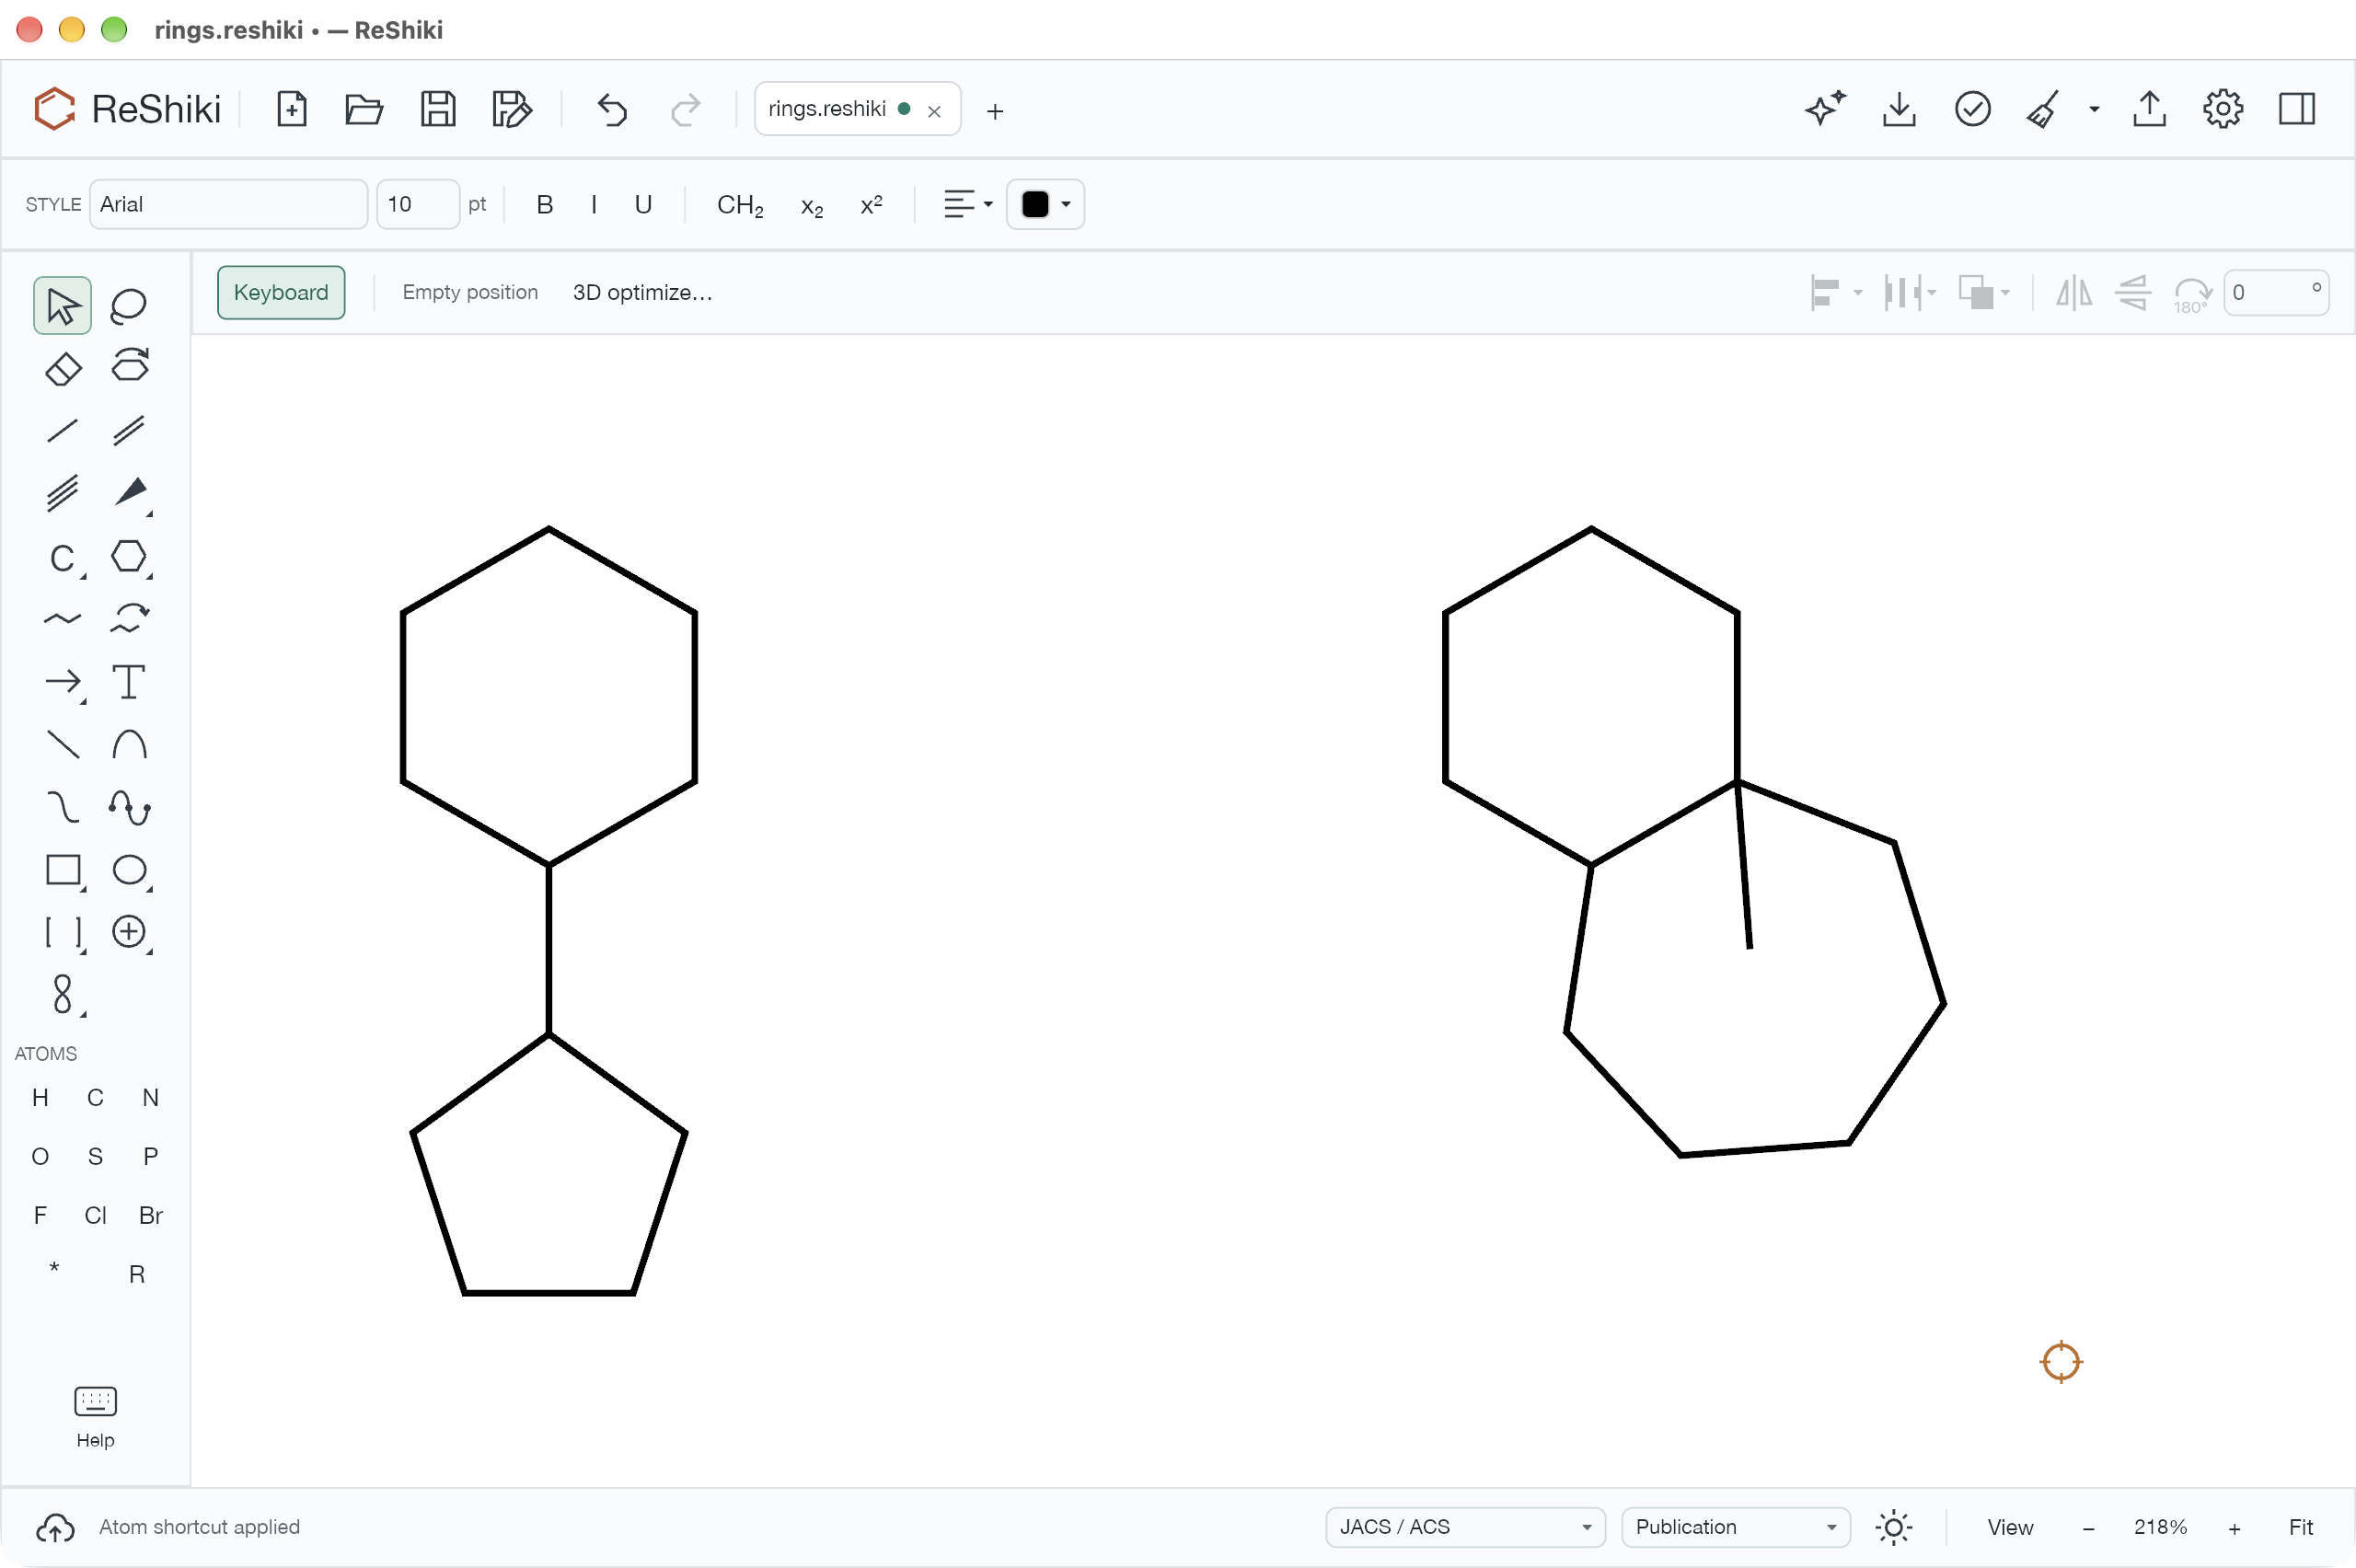 rings.reshiki • — ReShiki
ReShiki
rings.reshiki
STYLE Arial 10 pt B I U CH₂ x₂ x²
Keyboard Empty position 3D optimize... 180° 0 °
C
T
ATOMS
H C N
O S P
F Cl Br
* R
Help
Atom shortcut applied JACS / ACS Publication View – 218% + Fit